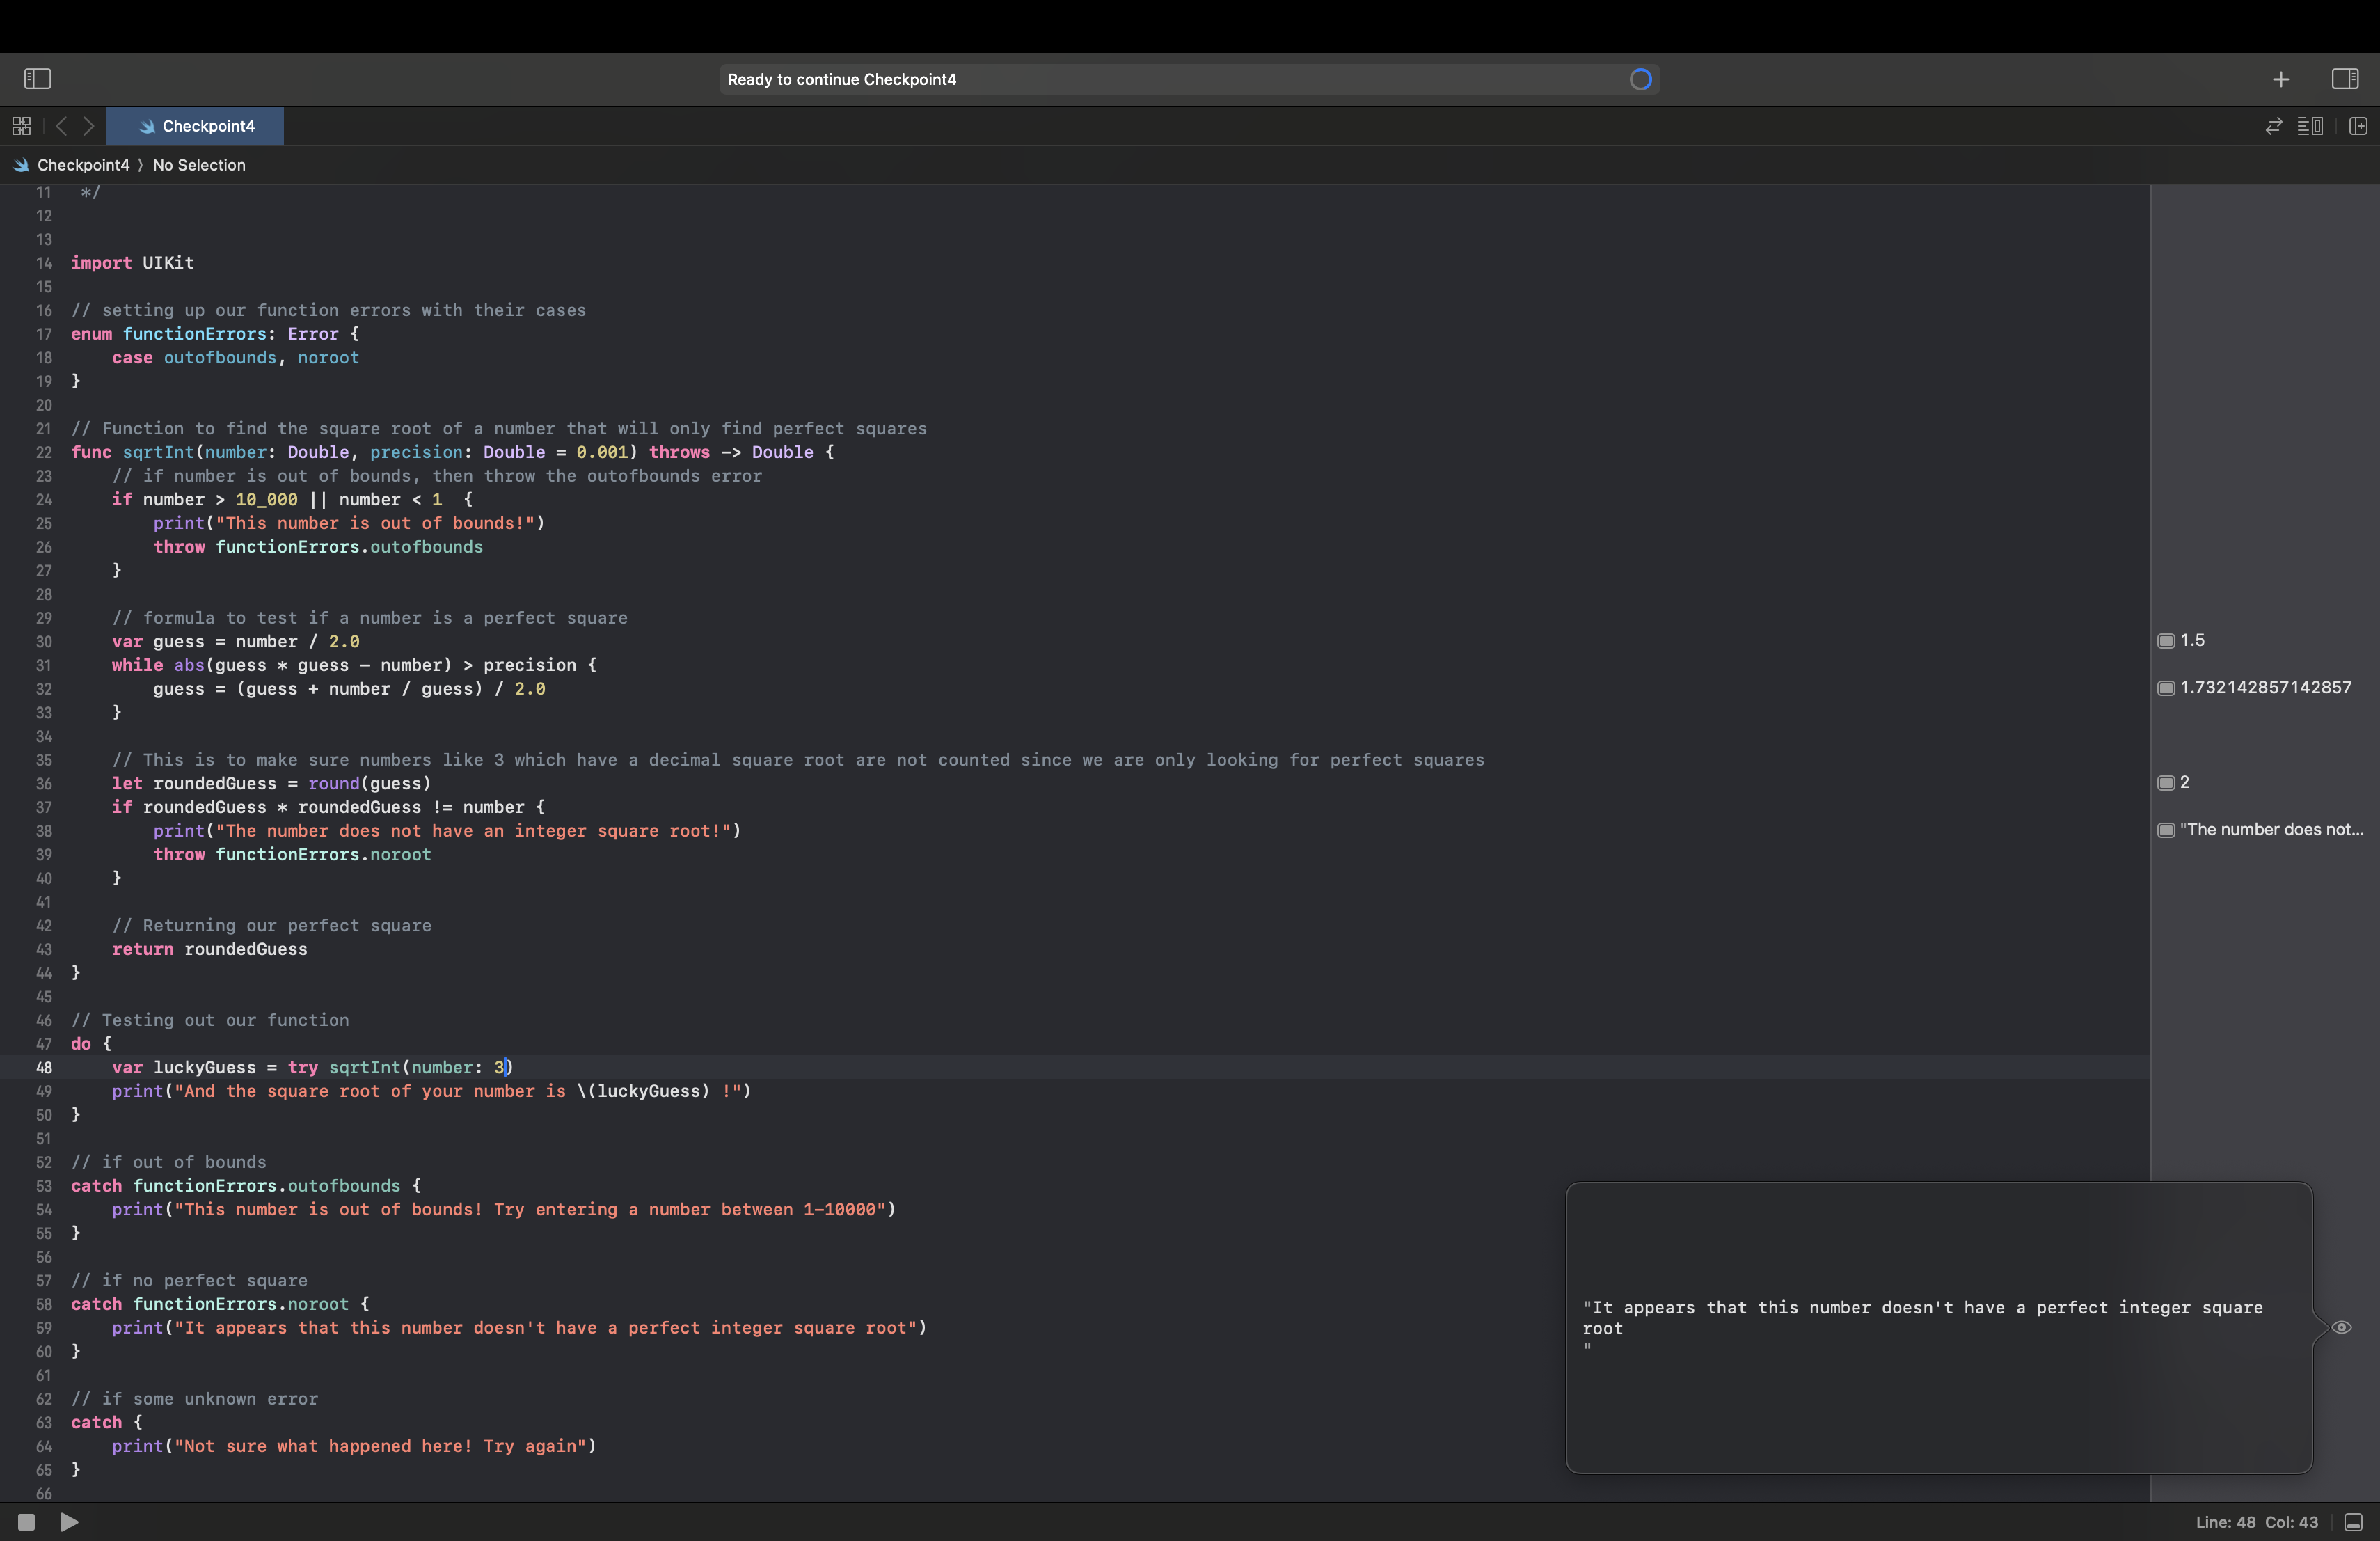 Ready to continue Checkpoint4
Checkpoint4
Checkpoint4 〉 No Selection
11  */
12
13
14 import UIKit
15
16 // setting up our function errors with their cases
17 enum functionErrors: Error {
18     case outofbounds, noroot
19 }
20
21 // Function to find the square root of a number that will only find perfect squares
22 func sqrtInt(number: Double, precision: Double = 0.001) throws -> Double {
23     // if number is out of bounds, then throw the outofbounds error
24     if number > 10_000 || number < 1  {
25         print("This number is out of bounds!")
26         throw functionErrors.outofbounds
27     }
28
29     // formula to test if a number is a perfect square
30     var guess = number / 2.0
1.5
31     while abs(guess * guess - number) > precision {
32         guess = (guess + number / guess) / 2.0
1.732142857142857
33     }
34
35     // This is to make sure numbers like 3 which have a decimal square root are not counted since we are only looking for perfect squares
36     let roundedGuess = round(guess)
2
37     if roundedGuess * roundedGuess != number {
38         print("The number does not have an integer square root!")
"The number does not...
39         throw functionErrors.noroot
40     }
41
42     // Returning our perfect square
43     return roundedGuess
44 }
45
46 // Testing out our function
47 do {
48     var luckyGuess = try sqrtInt(number: 3)
49     print("And the square root of your number is \(luckyGuess) !")
50 }
51
52 // if out of bounds
53 catch functionErrors.outofbounds {
54     print("This number is out of bounds! Try entering a number between 1-10000")
55 }
56
57 // if no perfect square
58 catch functionErrors.noroot {
59     print("It appears that this number doesn't have a perfect integer square root")
60 }
61
62 // if some unknown error
63 catch {
64     print("Not sure what happened here! Try again")
65 }
66
"It appears that this number doesn't have a perfect integer square
root
"
Line: 48  Col: 43